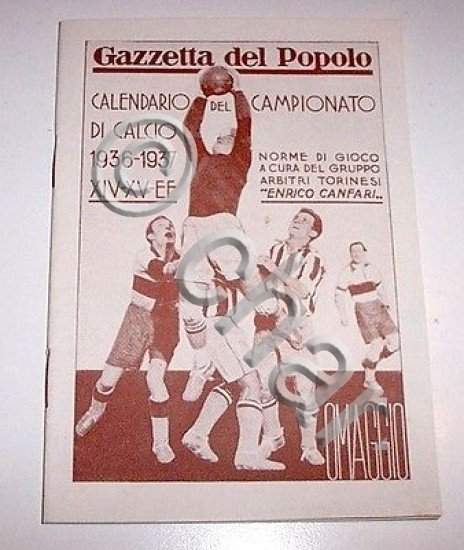 Gazzetta del Popolo
CALENDARIO DEL CAMPIONATO
DI CALCIO
1936-1937
XIV-XV-EF
NORME DI GIOCO
A CURA DEL GRUPPO
ARBITRI TORINESI
"ENRICO CANFARI„
OMAGGIO